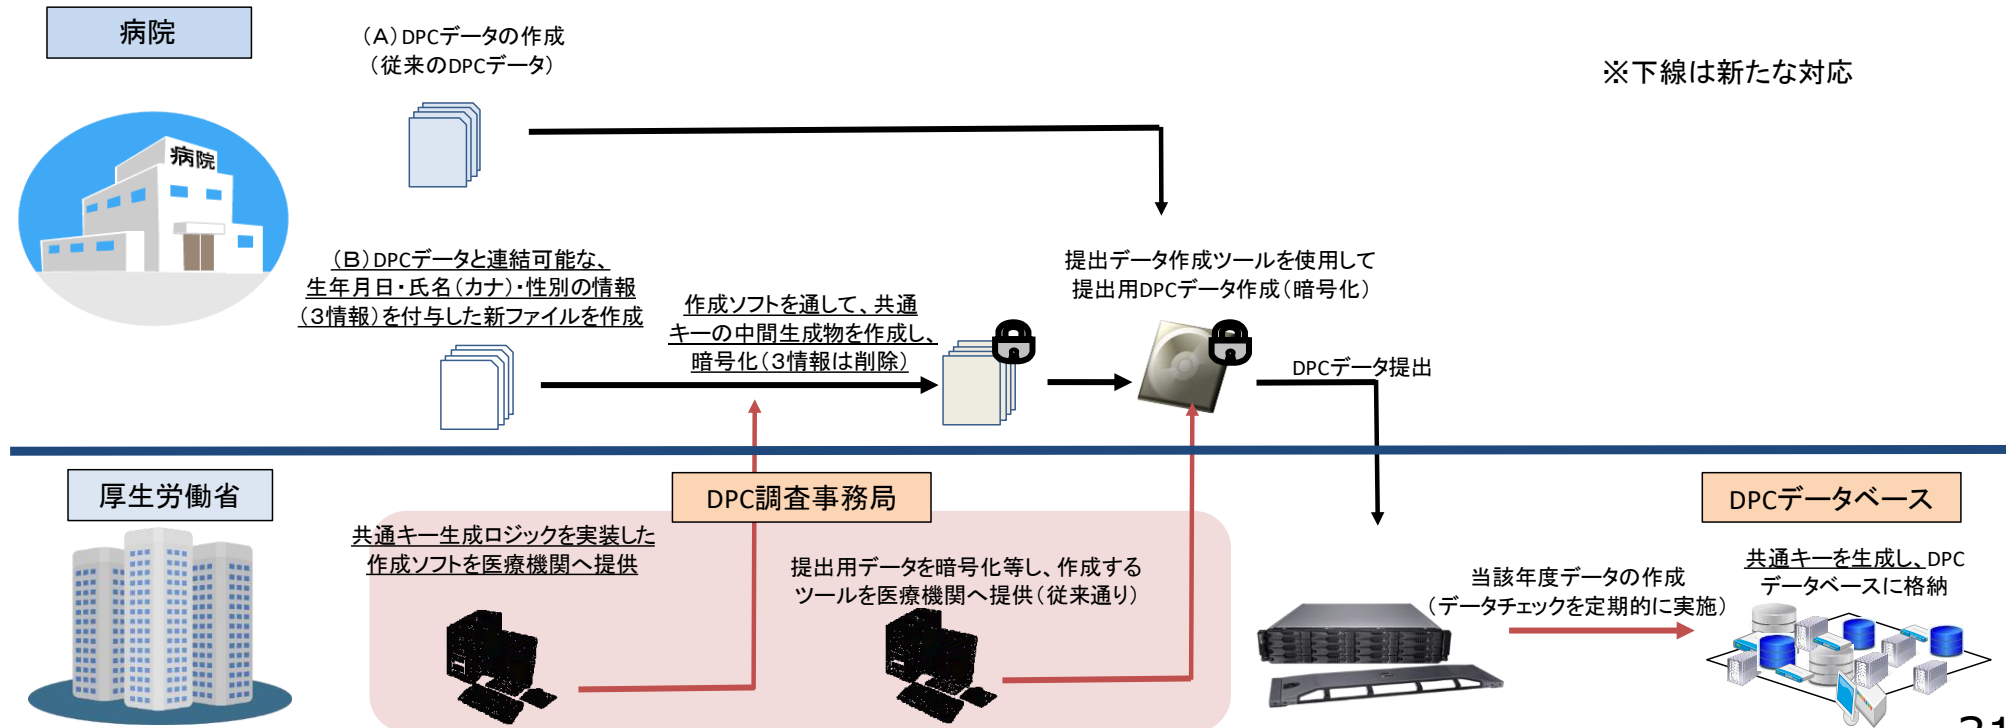 病院
（A）DPCデータの作成
（従来のDPCデータ）
※下線は新たな対応
病院
（B）DPCデータと連結可能な、
生年月日・氏名（カナ）・性別の情報
（３情報）を付与した新ファイルを作成
作成ソフトを通して、共通
キーの中間生成物を作成し、
暗号化（３情報は削除）
提出データ作成ツールを使用して
提出用DPCデータ作成（暗号化）
DPCデータ提出
厚生労働省
DPC調査事務局
DPCデータベース
共通キー生成ロジックを実装した
作成ソフトを医療機関へ提供
提出用データを暗号化等し、作成する
ツールを医療機関へ提供（従来通り）
当該年度データの作成
（データチェックを定期的に実施）
共通キーを生成し、DPC
データベースに格納